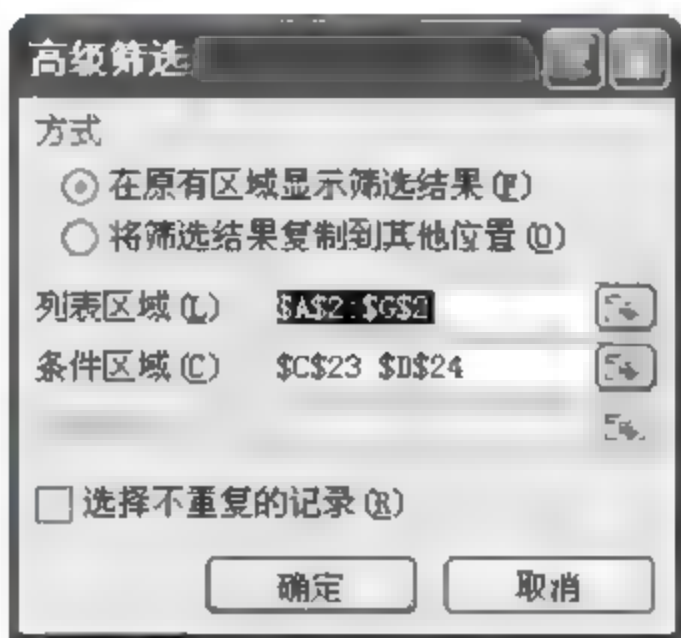 高级筛选
方式
在原有区域显示筛选结果(F)
将筛选结果复制到其他位置(O)
列表区域(L) $A$2:$G$2
条件区域(C) $C$23 $D$24
选择不重复的记录(R)
确定 取消